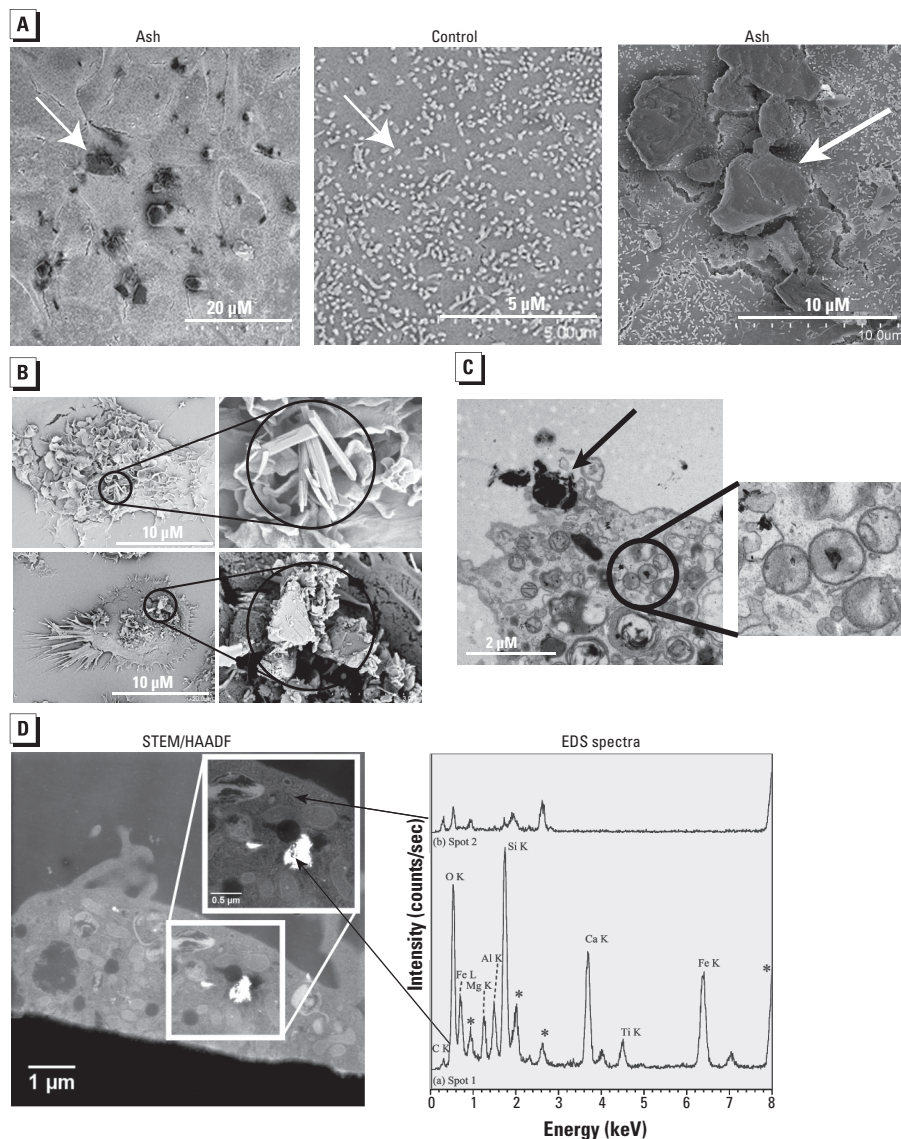 A
Ash
Control
Ash
20 µM
5 µM
5.00um
10 µM
10.0um
B
10 µM
10 µM
C
2 µM
D
STEM/HAADF
EDS spectra
0.5 µm
1 µm
Intensity (counts/sec)
(b) Spot 2
Si K
O K
Ca K
Al K
Fe L
Mg K
Fe K
*
*
*
*
Ti K
C K
(a) Spot 1
0 1 2 3 4 5 6 7 8
Energy (keV)